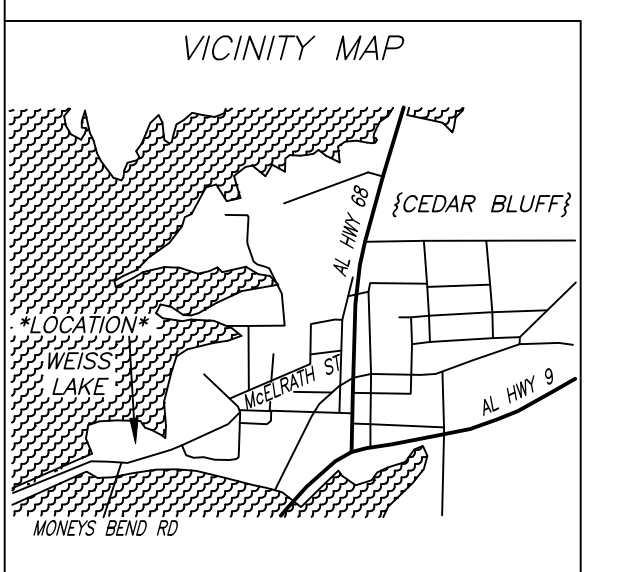 VICINITY MAP
{CEDAR BLUFF}
AL HWY 68
*LOCATION*
WEISS
LAKE
McELRATH ST
AL HWY 9
MONEYS BEND RD